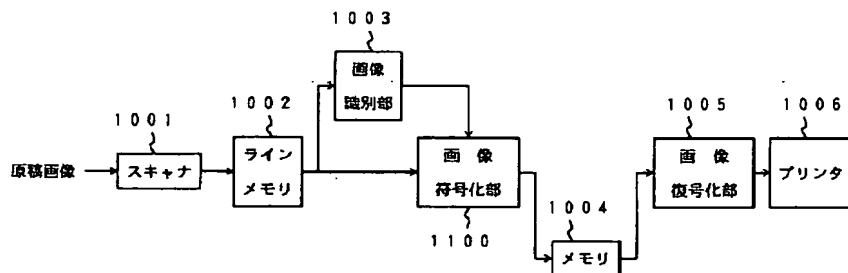 1003
画像
識別部
1002
ライン
メモリ
1001
スキャナ
原稿画像
画像
符号化部
1100
1004
メモリ
1005
画像
復号化部
1006
プリンタ